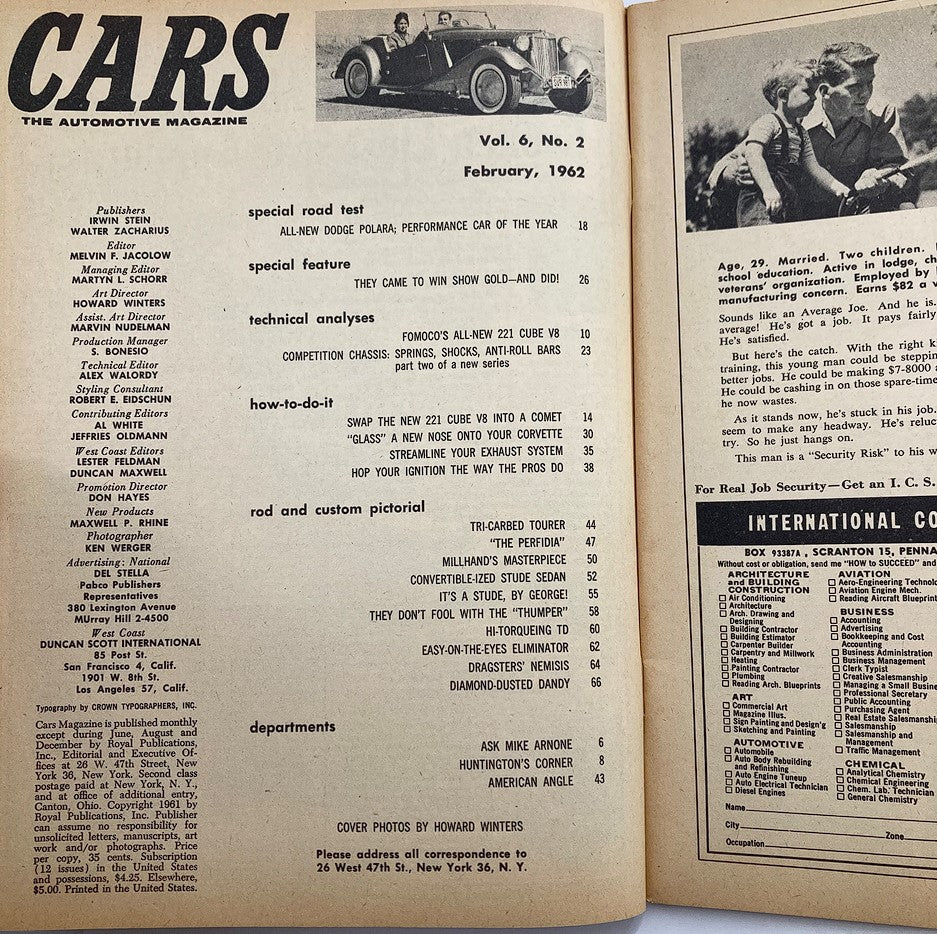 CARS
THE AUTOMOTIVE MAGAZINE
Vol. 6, No. 2
February, 1962
Publishers
IRWIN STEIN
WALTER ZACHARIUS
Editor
MELVIN F. JACOLOW
Managing Editor
MARTYN L. SCHORR
Art Director
HOWARD WINTERS
Assist. Art Director
MARVIN NUDELMAN
Production Manager
S. BONESIO
Technical Editor
ALEX WALORDY
Styling Consultant
ROBERT E. EIDSCHUN
Contributing Editors
AL WHITE
JEFFRIES OLDMANN
West Coast Editors
LESTER FELDMAN
DUNCAN MAXWELL
Promotion Director
DON HAYES
New Products
MAXWELL P. RHINE
Photographer
KEN WERGER
Advertising: National
DEL STELLA
Pabco Publishers
Representatives
380 Lexington Avenue
MUrray Hill 2-4500
West Coast
DUNCAN SCOTT INTERNATIONAL
85 Post St.
San Francisco 4, Calif.
1901 W. 8th St.
Los Angeles 57, Calif.
Typography by CROWN TYPOGRAPHERS, INC.
Cars Magazine is published monthly
except during June, August and
December by Royal Publications,
Inc., Editorial and Executive Of-
fices at 26 W. 47th Street, New
York 36, New York. Second class
postage paid at New York, N. Y.,
and at office of additional entry,
Canton, Ohio. Copyright 1961 by
Royal Publications, Inc. Publisher
can assume no responsibility for
unsolicited letters, manuscripts, art
work and/or photographs. Price
per copy, 35 cents. Subscription
(12 issues) in the United States
and possessions, $4.25. Elsewhere,
$5.00. Printed in the United States.
special road test
ALL-NEW DODGE POLARA; PERFORMANCE CAR OF THE YEAR 18
special feature
THEY CAME TO WIN SHOW GOLD—AND DID! 26
technical analyses
FOMOCO'S ALL-NEW 221 CUBE V8 10
COMPETITION CHASSIS: SPRINGS, SHOCKS, ANTI-ROLL BARS 23
part two of a new series
how-to-do-it
SWAP THE NEW 221 CUBE V8 INTO A COMET 14
"GLASS" A NEW NOSE ONTO YOUR CORVETTE 30
STREAMLINE YOUR EXHAUST SYSTEM 35
HOP YOUR IGNITION THE WAY THE PROS DO 38
rod and custom pictorial
TRI-CARBED TOURER 44
"THE PERFIDIA" 47
MILLHAND'S MASTERPIECE 50
CONVERTIBLE-IZED STUDE SEDAN 52
IT'S A STUDE, BY GEORGE! 55
THEY DON'T FOOL WITH THE "THUMPER" 58
HI-TORQUEING TD 60
EASY-ON-THE-EYES ELIMINATOR 62
DRAGSTERS' NEMISIS 64
DIAMOND-DUSTED DANDY 66
departments
ASK MIKE ARNONE 6
HUNTINGTON'S CORNER 8
AMERICAN ANGLE 43
COVER PHOTOS BY HOWARD WINTERS
Please address all correspondence to
26 West 47th St., New York 36, N. Y.
Age, 29. Married. Two children.
school education. Active in lodge,
veterans' organization. Employed by
manufacturing concern. Earns $82 a
Sounds like an Average Joe. And he is.
average! He's got a job. It pays fairly
He's satisfied.
But here's the catch. With the right
training, this young man could be
better jobs. He could be making $7-8000
He could be cashing in on those spare-time
he now wastes.
As it stands now, he's stuck in his job.
seem to make any headway. He's
try. So he just hangs on.
This man is a "Security Risk" to his
For Real Job Security—Get an I. C. S.
INTERNATIONAL CO
BOX 93387A, SCRANTON 15, PENNA
Without cost or obligation, send me "HOW to SUCCEED" and
ARCHITECTURE
and BUILDING
CONSTRUCTION
Air Conditioning
Architecture
Arch. Drawing and
Designing
Building Contractor
Building Estimator
Carpenter Builder
Carpentry and Millwork
Heating
Painting Contractor
Plumbing
Reading Arch. Blueprints
ART
Commercial Art
Magazine Illus.
Sign Painting and Design'g
Sketching and Painting
AUTOMOTIVE
Automobile
Auto Body Rebuilding
and Refinishing
Auto Engine Tuneup
Auto Electrical Technician
Diesel Engines
AVIATION
Aero-Engineering
Aviation Engine Mech.
Reading Aircraft
BUSINESS
Accounting
Advertising
Bookkeeping and Cost
Accounting
Business Administration
Business Management
Clerk Typist
Creative Salesmanship
Managing a Small
Professional Secretary
Public Accounting
Purchasing Agent
Real Estate
Salesmanship
Salesmanship and
Management
Traffic Management
CHEMICAL
Analytical Chemistry
Chemical Engineering
Chem. Lab. Technician
General Chemistry
Name
City
Zone
Occupation